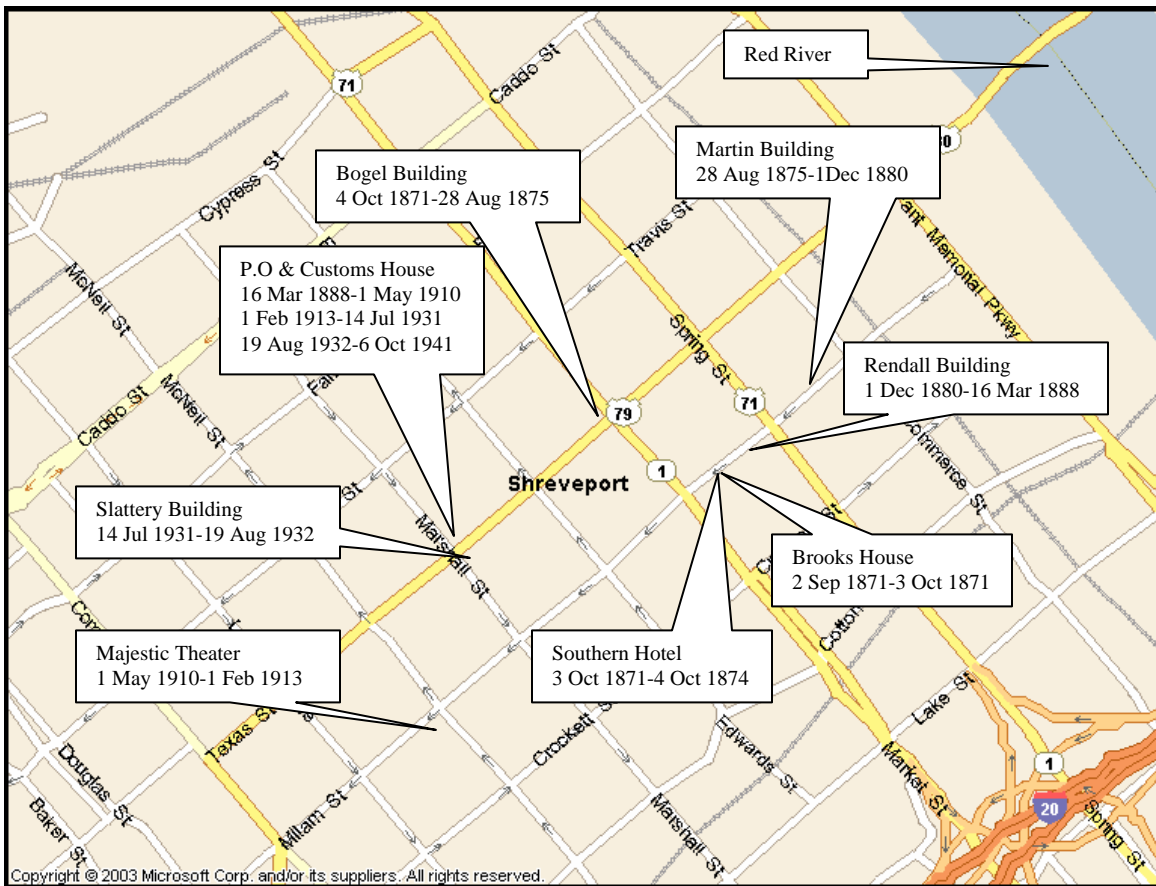 Red River
Caddo St
71
Martin Building
28 Aug 1875-1Dec 1880
Bogel Building
4 Oct 1871-28 Aug 1875
Cypress St
Travis St
P.O & Customs House
16 Mar 1888-1 May 1910
1 Feb 1913-14 Jul 1931
19 Aug 1932-6 Oct 1941
McNeil St
Memorial Pkwy
Spring St
Rendall Building
1 Dec 1880-16 Mar 1888
Caddo St
McNeil St
71
79
1
Commerce St
Shreveport
Slattery Building
14 Jul 1931-19 Aug 1932
Marshall St
Brooks House
2 Sep 1871-3 Oct 1871
Majestic Theater
1 May 1910-1 Feb 1913
Southern Hotel
3 Oct 1871-4 Oct 1874
Texas St
Crockett
Edwards St
Lake St
Douglas St
Market St
1
20
Baker St
Milam St
Marshall St
Spring St
Copyright © 2003 Microsoft Corp. and/or its suppliers. All rights reserved.